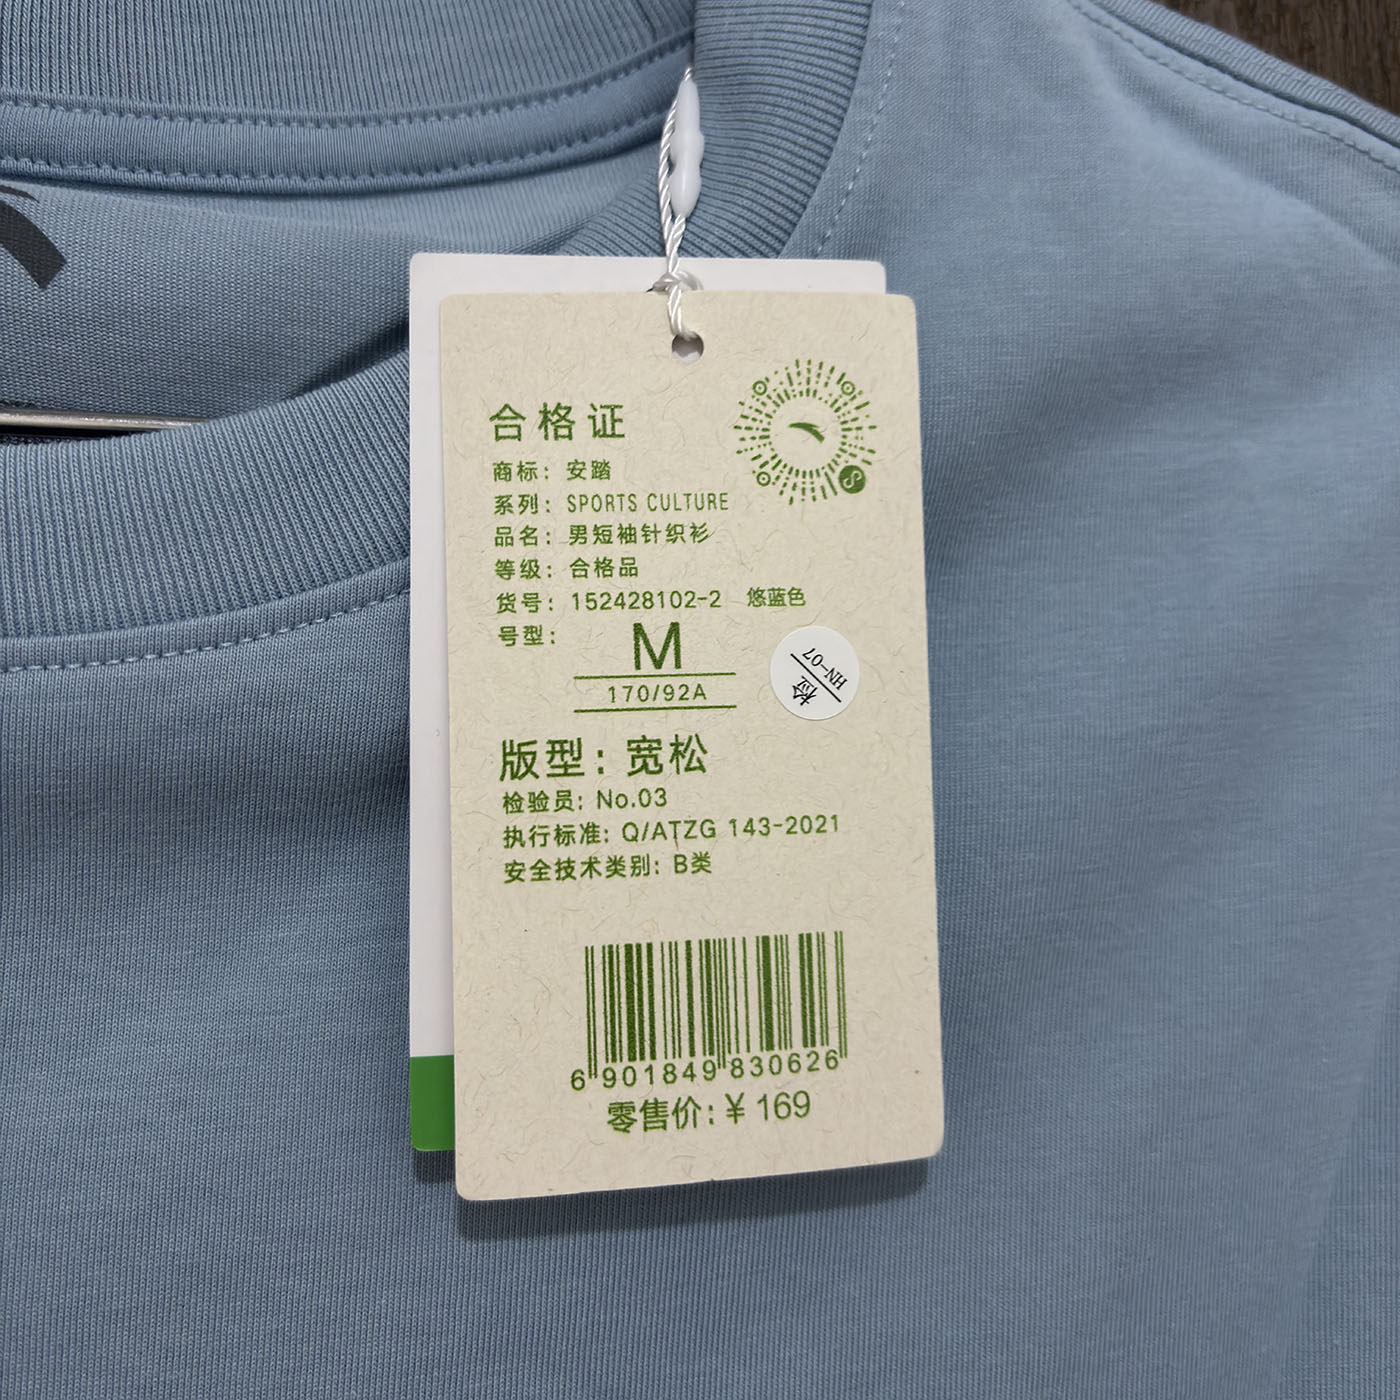 合格证
商标：安踏
系列：SPORTS CULTURE
品名：男短袖针织衫
等级：合格品
货号：152428102-2 悠蓝色
号型：
M
170/92A
检
HN-07
版型：宽松
检验员：No.03
执行标准：Q/ATZG 143-2021
安全技术类别：B类
6901849830626
零售价：¥ 169